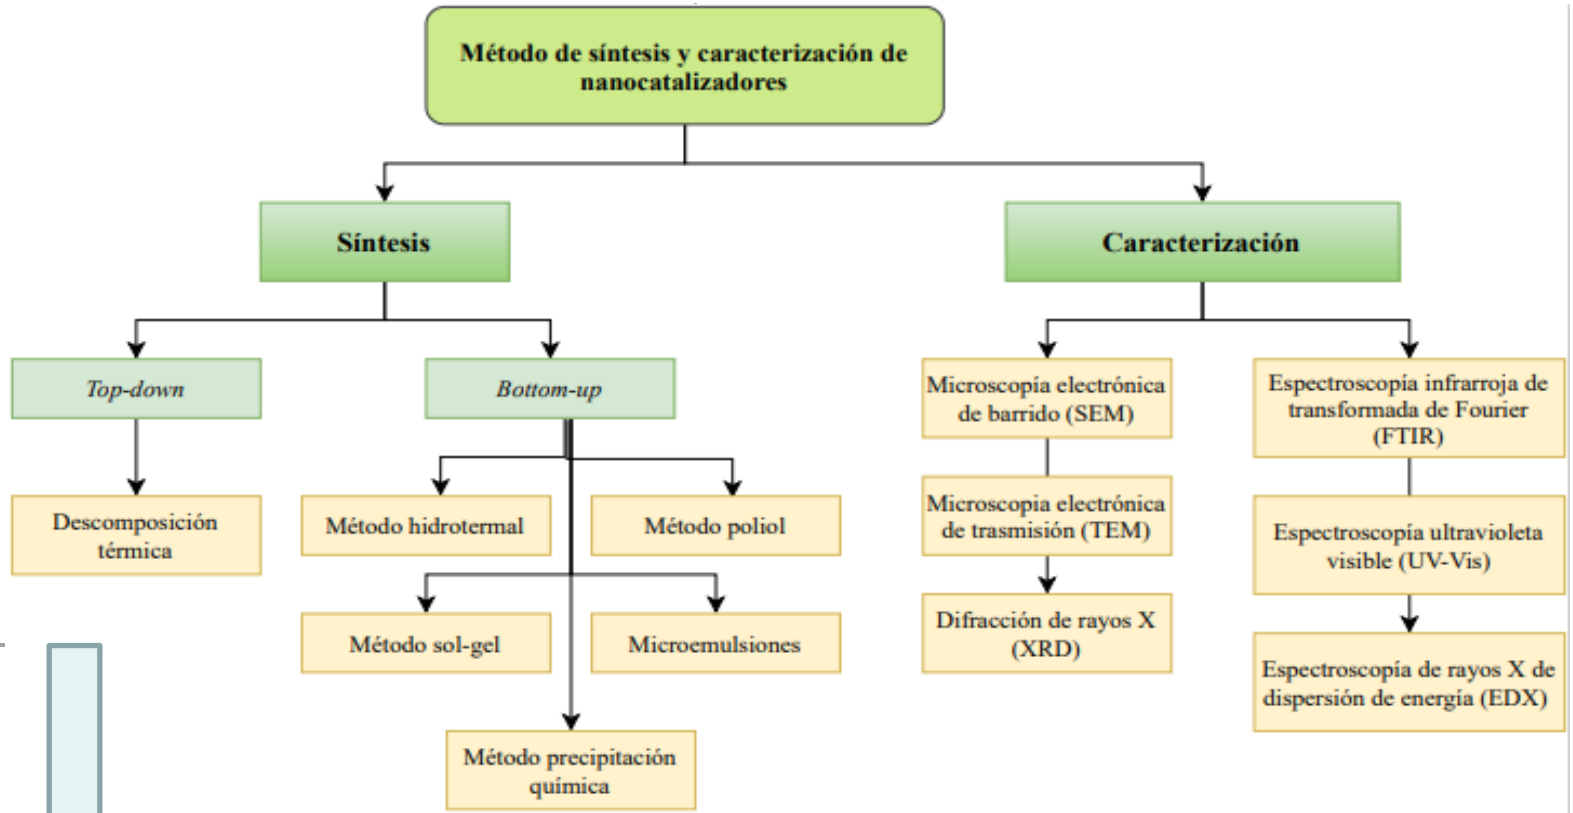 Método de síntesis y caracterización de
nanocatalizadores
Síntesis
Caracterización
Top-down
Bottom-up
Descomposición
térmica
Método hidrotermal
Método poliol
Método sol-gel
Microemulsiones
Método precipitación
química
Microscopía electrónica
de barrido (SEM)
Microscopia electrónica
de trasmisión (TEM)
Difracción de rayos X
(XRD)
Espectroscopía infrarroja de
transformada de Fourier
(FTIR)
Espectroscopía ultravioleta
visible (UV-Vis)
Espectroscopía de rayos X de
dispersión de energía (EDX)